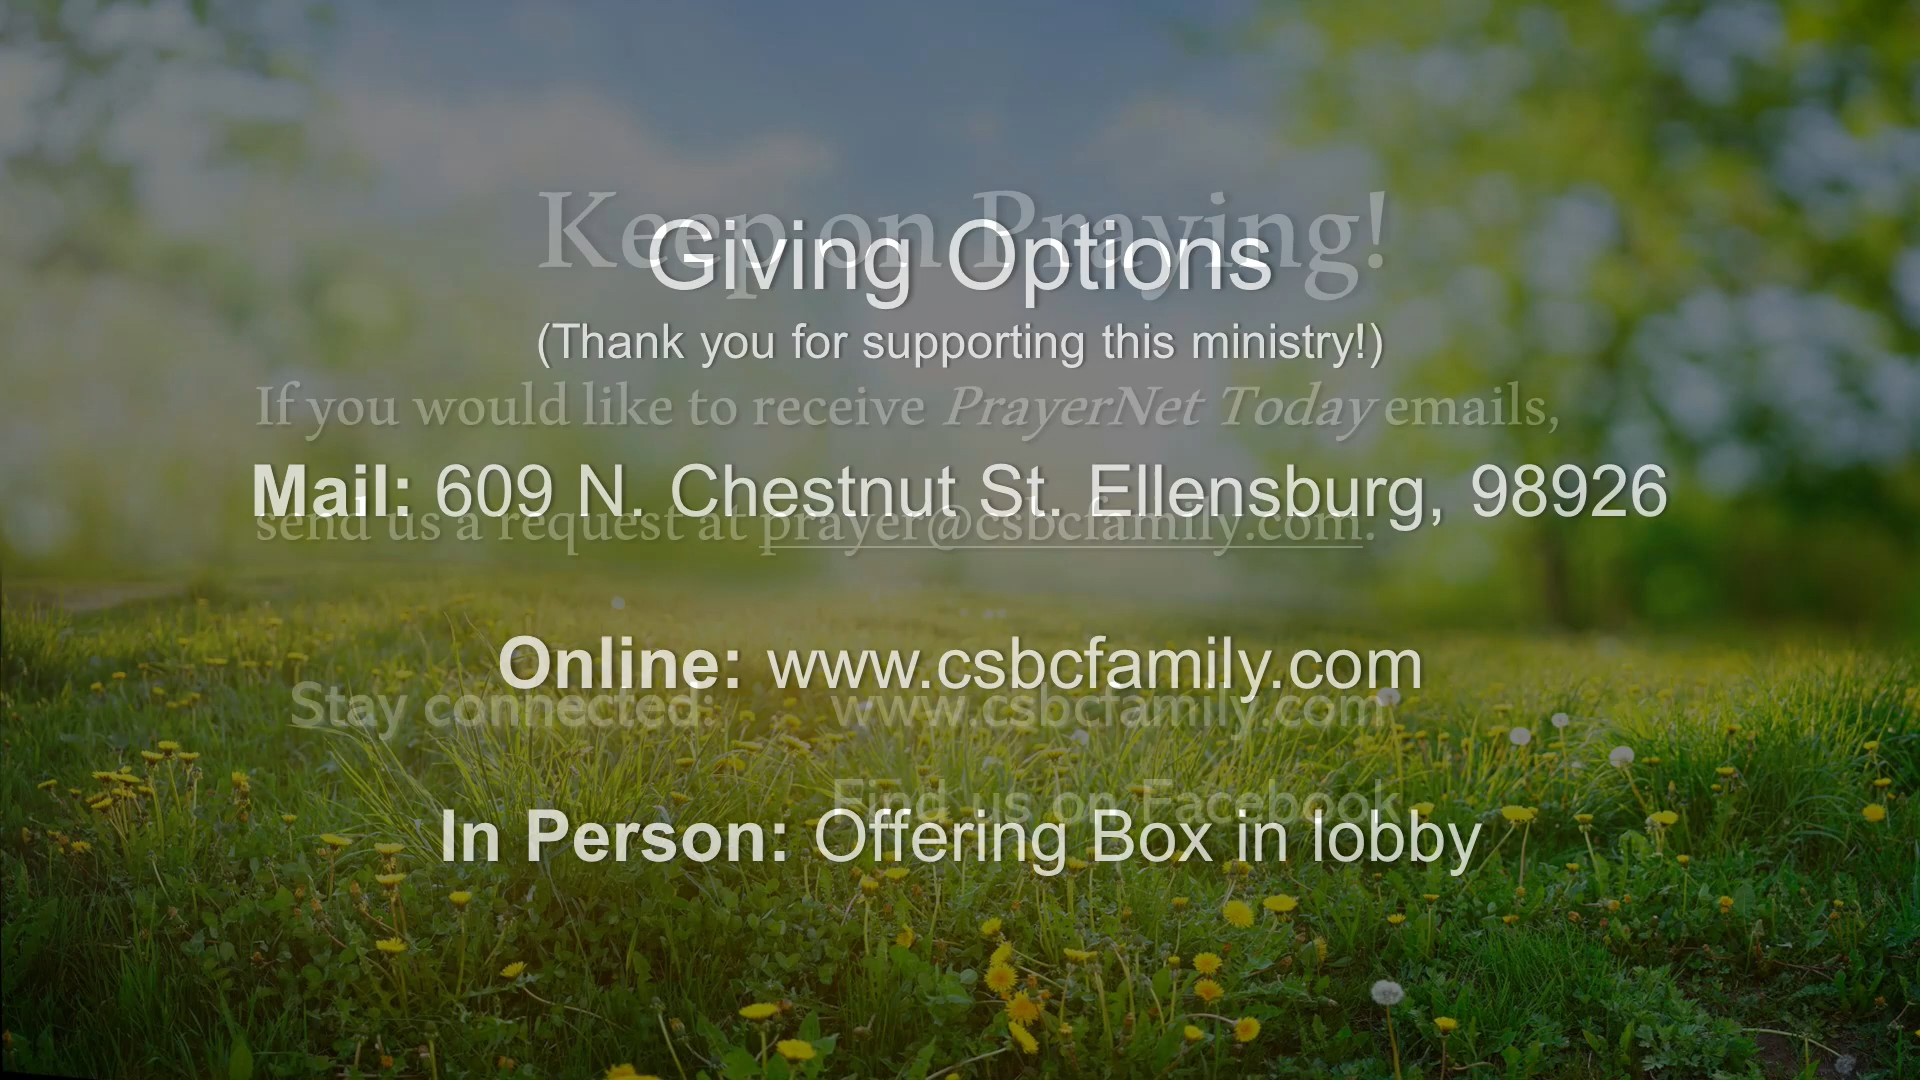 Keep on Praying!
Giving Options
(Thank you for supporting this ministry!)
If you would like to receive PrayerNet Today emails,
Mail: 609 N. Chestnut St. Ellensburg, 98926
send us a request at prayer@csbcfamily.com.
Online: www.csbcfamily.com
Stay connected: www.csbcfamily.com
Find us on Facebook
In Person: Offering Box in lobby